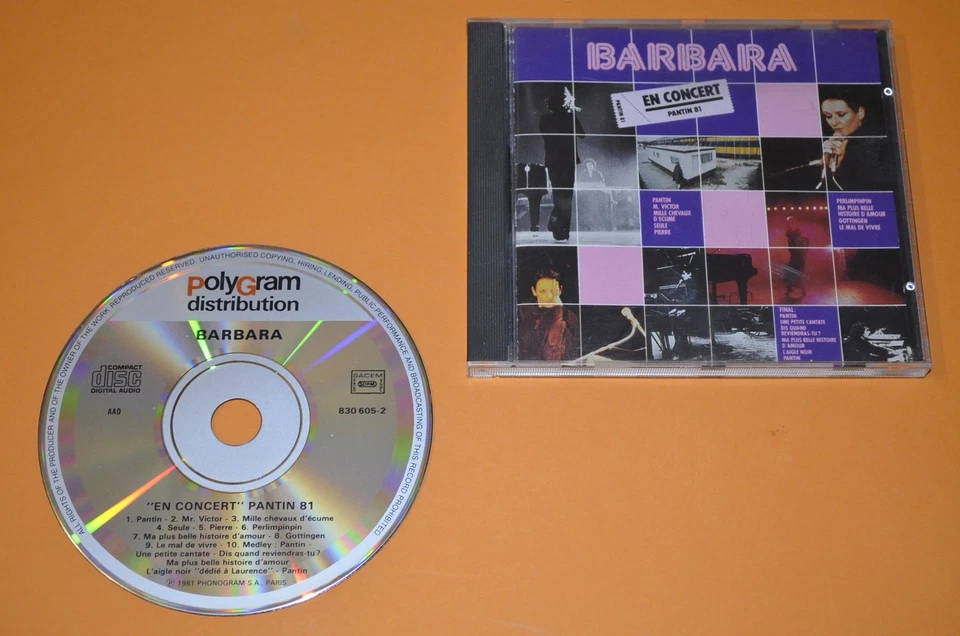 ALL RIGHTS OF THE PRODUCER AND OF THE OWNER OF THE WORK REPRODUCED RESERVED. UNAUTHORISED COPYING, HIRING, LENDING, PUBLIC PERFORMANCE AND BROADCASTING OF THIS RECORD PROHIBITED
PolyGram
distribution
BARBARA
COMPACT
disc
DIGITAL AUDIO
AAD
SACEM
830 605-2
"EN CONCERT" PANTIN 81
1. Pantin - 2. Mr. Victor - 3. Mille chevaux d'écume
4. Seule - 5. Pierre - 6. Perlimpinpin
7. Ma plus belle histoire d'amour - 8. Gottingen
9. Le mal de vivre - 10. Medley : Pantin -
Une petite cantate - Dis quand reviendras-tu?
Ma plus belle histoire d'amour
L'aigle noir "dédié à Laurence" - Pantin
℗ 1981 PHONOGRAM S.A., PARIS
BARBARA
PANTIN 81
EN CONCERT
PANTIN 81
PANTIN
M. VICTOR
MILLE CHEVAUX
D'ECUME
SEULE
PIERRE
PERLIMPINPIN
MA PLUS BELLE
HISTOIRE D'AMOUR
GOTTINGEN
LE MAL DE VIVRE
FINAL:
PANTIN
UNE PETITE CANTATE
DIS QUAND
REVIENDRAS-TU?
MA PLUS BELLE HISTOIRE
D'AMOUR
L'AIGLE NOIR
PANTIN